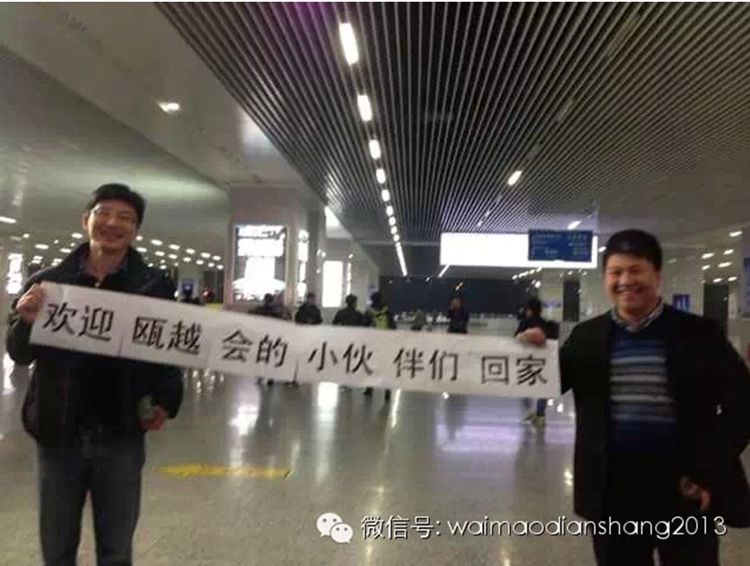 欢迎 瓯越 会的 小伙 伴们 回家
微信号: waimaodianshang2013